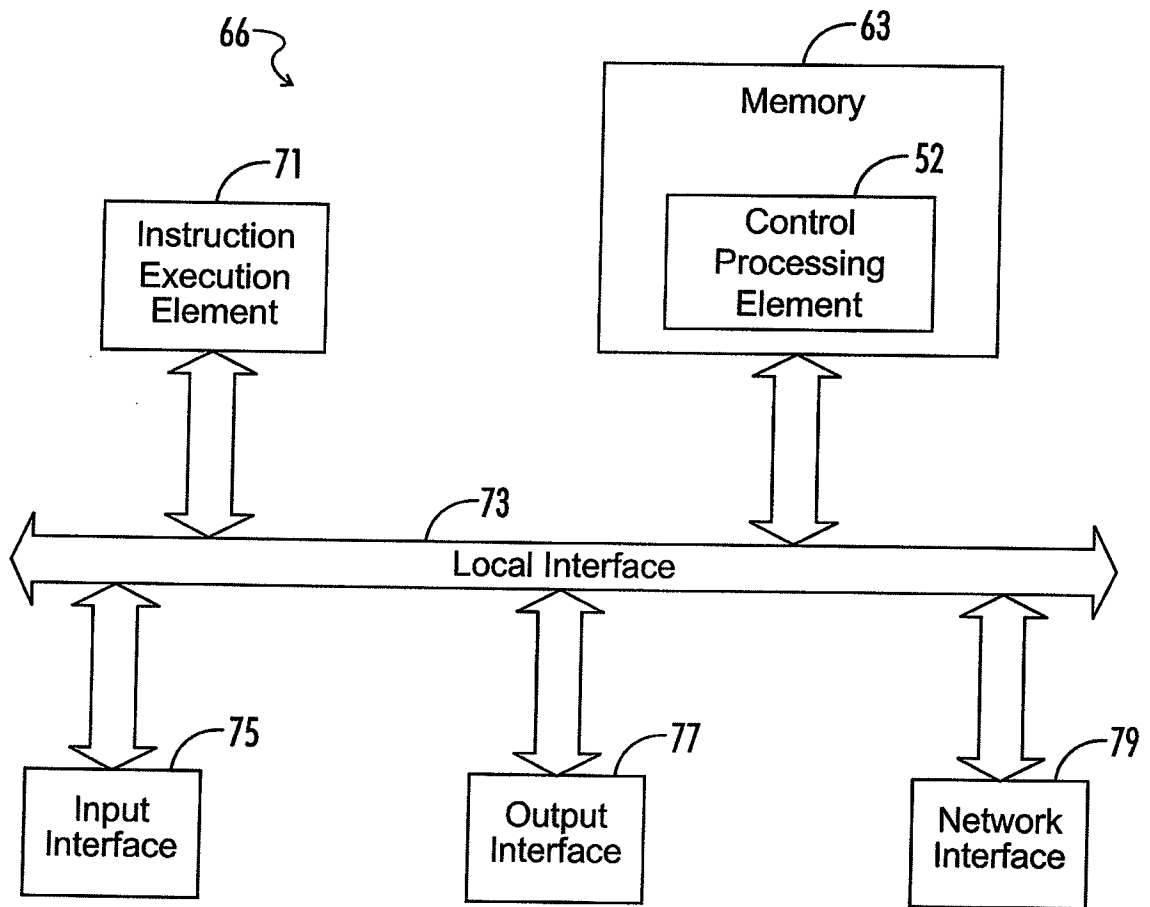 66
63
Memory
71
52
Instruction
Execution
Element
Control
Processing
Element
73
Local Interface
75
77
79
Input
Interface
Output
Interface
Network
Interface